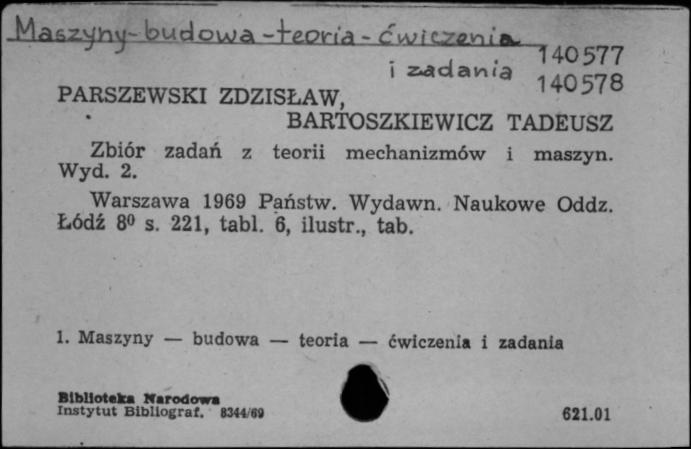 Maszyny-budowa-teoria-ćwiczenia
i zadania
140577
140578
PARSZEWSKI ZDZISŁAW,
BARTOSZKIEWICZ TADEUSZ
Zbiór zadań z teorii mechanizmów i maszyn.
Wyd. 2.
Warszawa 1969 Państw. Wydawn. Naukowe Oddz.
Łódź 8⁰ s. 221, tabl. 6, ilustr., tab.
1. Maszyny — budowa — teoria — ćwiczenia i zadania
Biblioteka Narodowa
Instytut Bibliograf. 8344/69
621.01